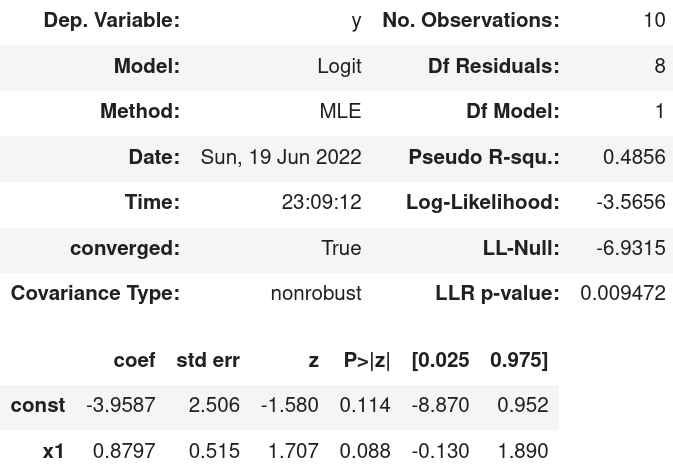 Dep. Variable: y No. Observations: 10
Model: Logit Df Residuals: 8
Method: MLE Df Model: 1
Date: Sun, 19 Jun 2022 Pseudo R-squ.: 0.4856
Time: 23:09:12 Log-Likelihood: -3.5656
converged: True LL-Null: -6.9315
Covariance Type: nonrobust LLR p-value: 0.009472
coef std err z P>|z| [0.025 0.975]
const -3.9587 2.506 -1.580 0.114 -8.870 0.952
x1 0.8797 0.515 1.707 0.088 -0.130 1.890